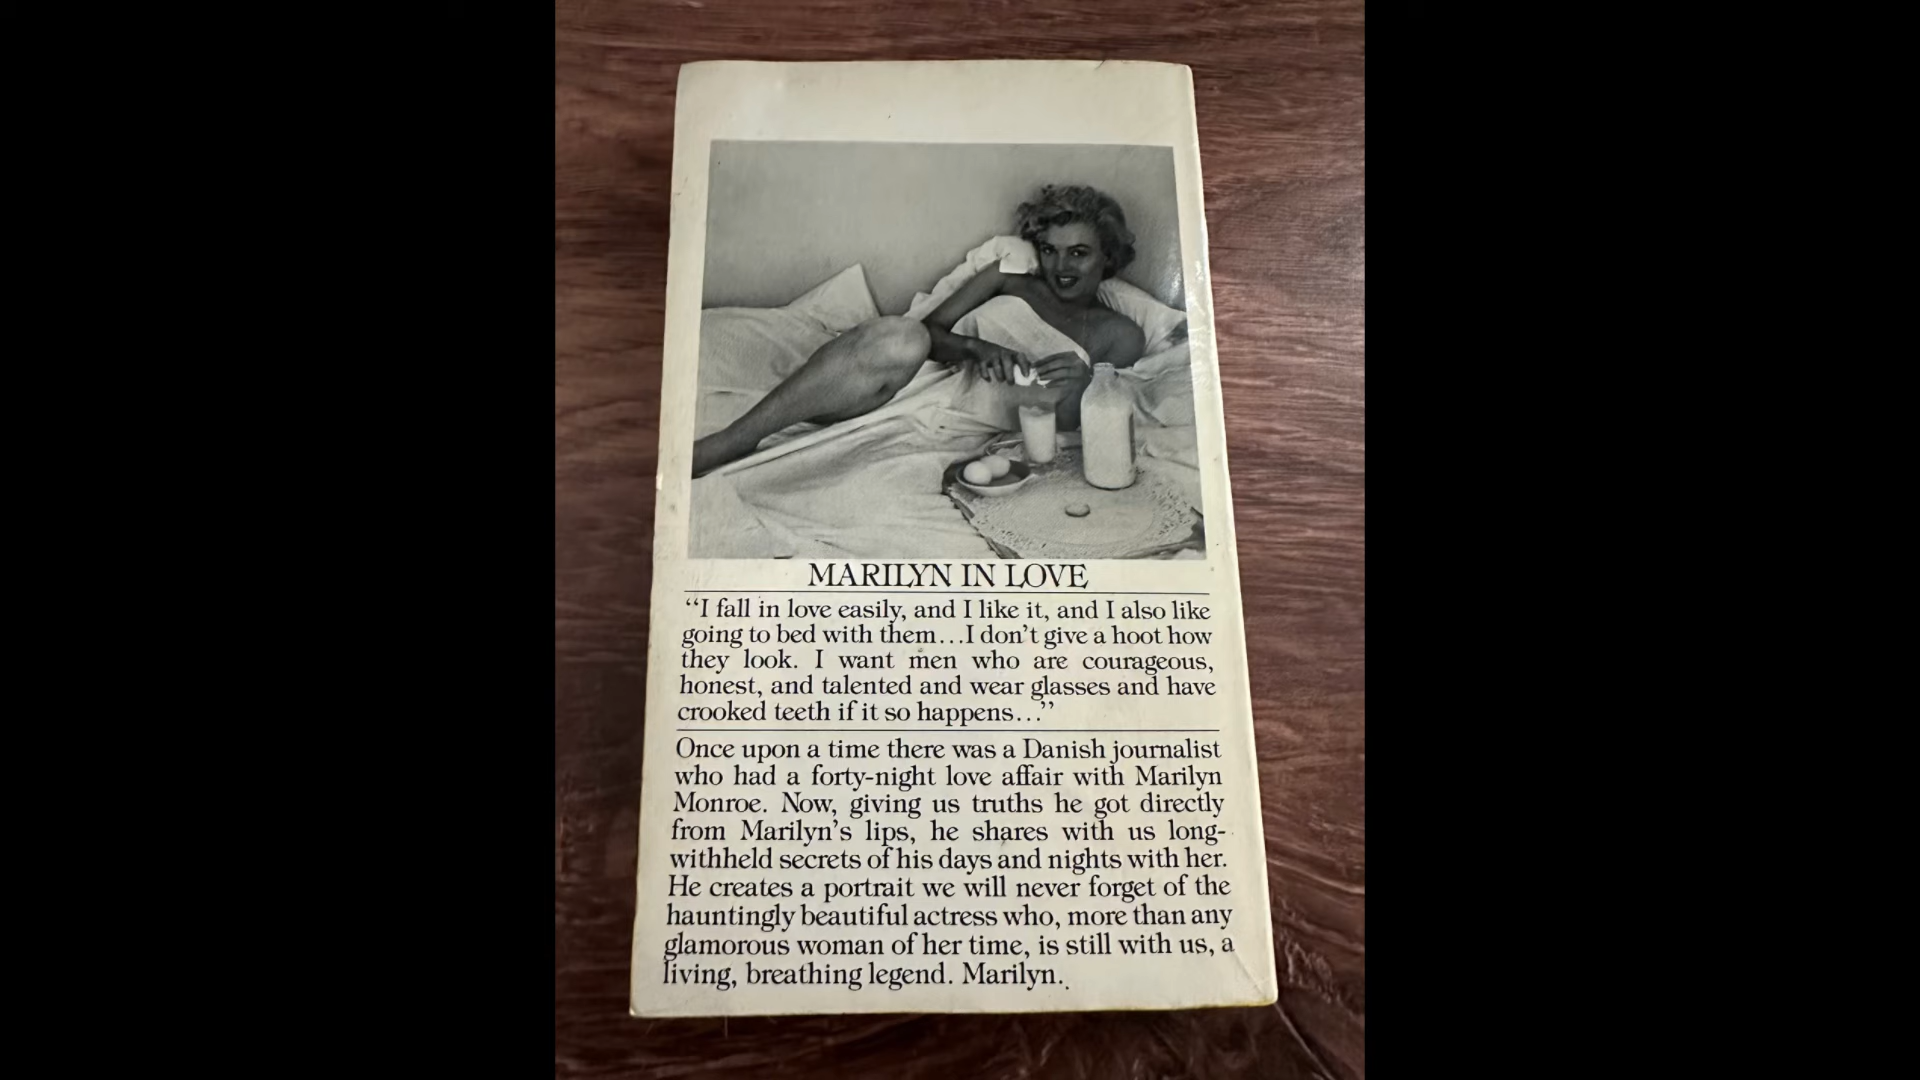 MARILYN IN LOVE
“I fall in love easily, and I like it, and I also like
going to bed with them...I don’t give a hoot how
they look. I want men who are courageous,
honest, and talented and wear glasses and have
crooked teeth if it so happens...”
Once upon a time there was a Danish journalist
who had a forty-night love affair with Marilyn
Monroe. Now, giving us truths he got directly
from Marilyn’s lips, he shares with us long-
withheld secrets of his days and nights with her.
He creates a portrait we will never forget of the
hauntingly beautiful actress who, more than any
glamorous woman of her time, is still with us, a
living, breathing legend. Marilyn.